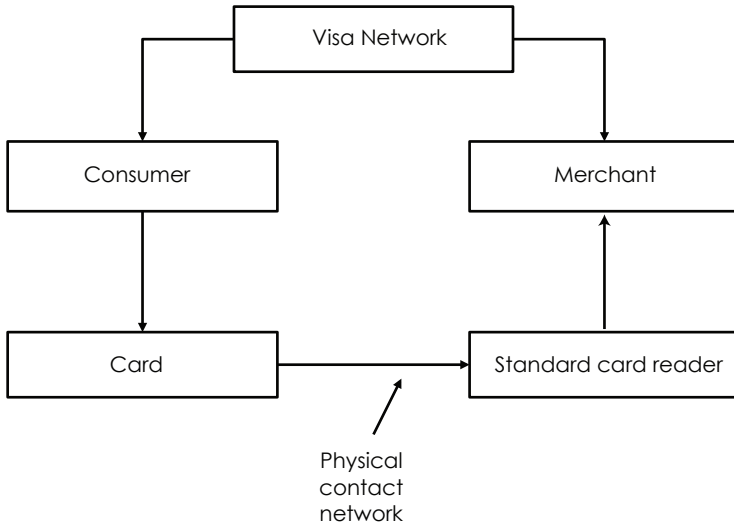 Visa Network
Consumer
Merchant
Card
Standard card reader
Physical
contact
network